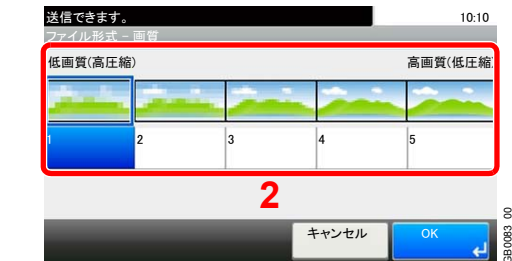 送信できます。 10:10
ファイル形式 - 画質
低画質(高圧縮) 高画質(低圧縮)
1 2 3 4 5
2
キャンセル OK
GB0083_00